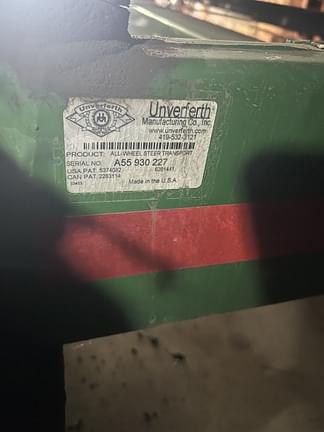 Unverferth
Unverferth
Manufacturing Co., Inc.
www.unverferth.com
419-532-3121
PRODUCT: ALL-WHEEL STEER TRANSPORT
SERIAL NO. A55 930 227
USA PAT. 5374082 6261441
CAN PAT. 2283114 Made in the U.S.A